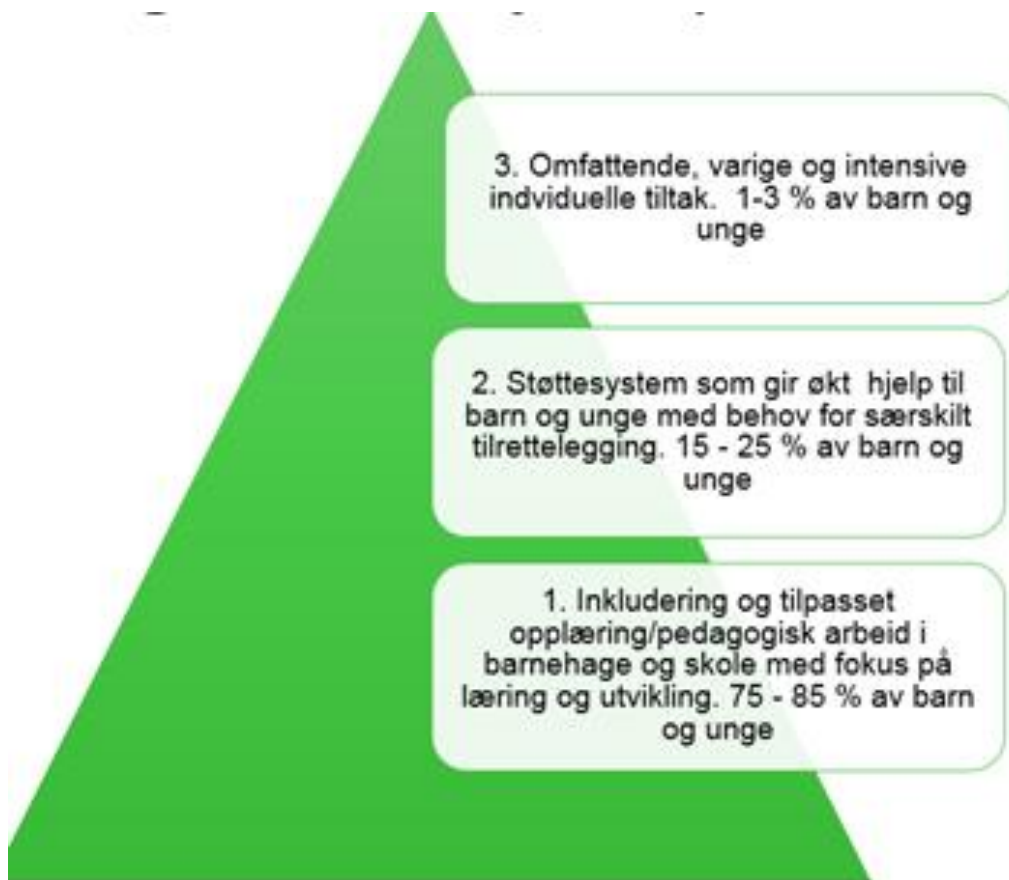 3. Omfattende, varige og intensive
indviduelle tiltak.  1-3 % av barn og
unge
2. Støttesystem som gir økt  hjelp til
barn og unge med behov for særskilt
tilrettelegging. 15 - 25 % av barn og
unge
1. Inkludering og tilpasset
opplæring/pedagogisk arbeid i
barnehage og skole med fokus på
læring og utvikling. 75 - 85 % av barn
og unge